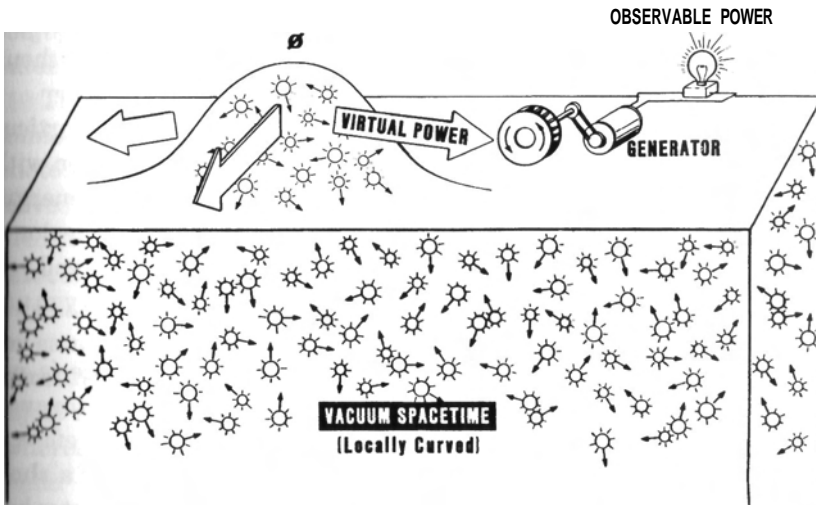 OBSERVABLE POWER
ø
VIRTUAL POWER
GENERATOR
VACUUM SPACETIME
(Locally Curved)